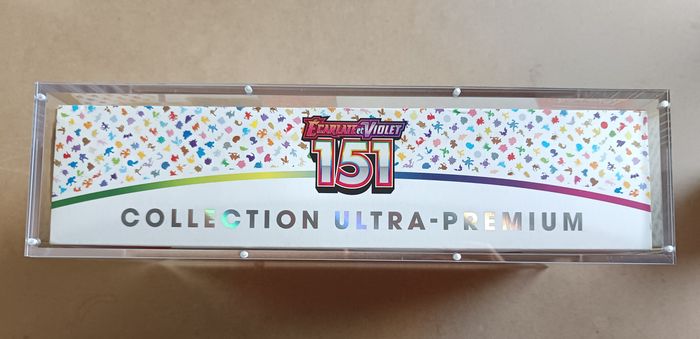 ÉCARLATE ET VIOLET
151
COLLECTION ULTRA-PREMIUM